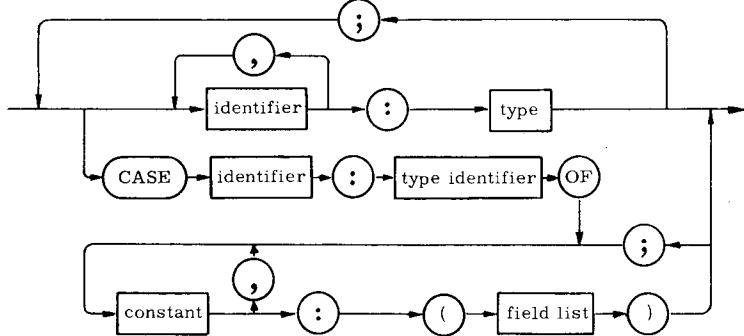 ;
,
identifier : type
CASE identifier : type identifier OF
;
,
constant : ( field list )